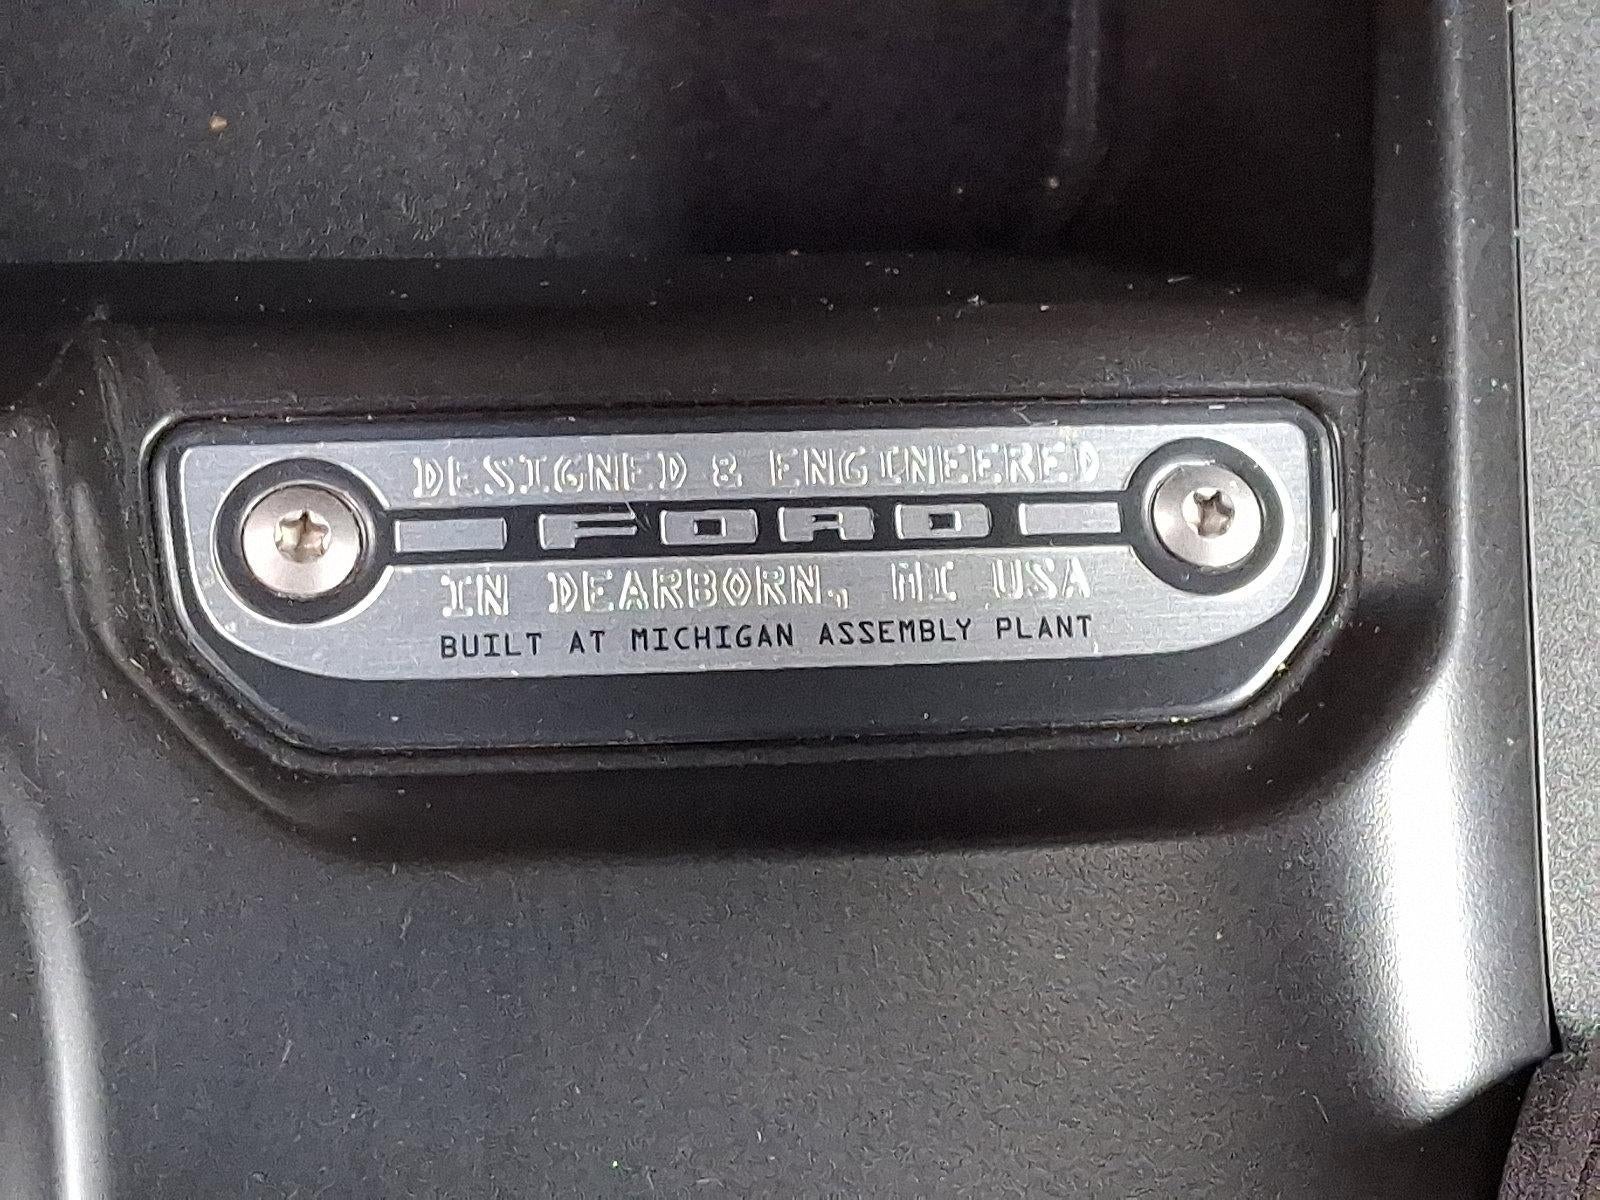 DESIGNED & ENGINEERED
FORD
IN DEARBORN, MI USA
BUILT AT MICHIGAN ASSEMBLY PLANT